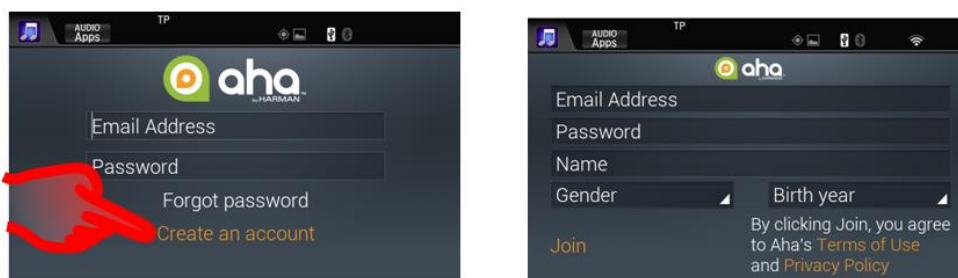 TP
AUDIO
Apps
aha
by HARMAN
Email Address
Password
Forgot password
Create an account
TP
AUDIO
Apps
aha
Email Address
Password
Name
Gender
Birth year
Join
By clicking Join, you agree
to Aha's Terms of Use
and Privacy Policy